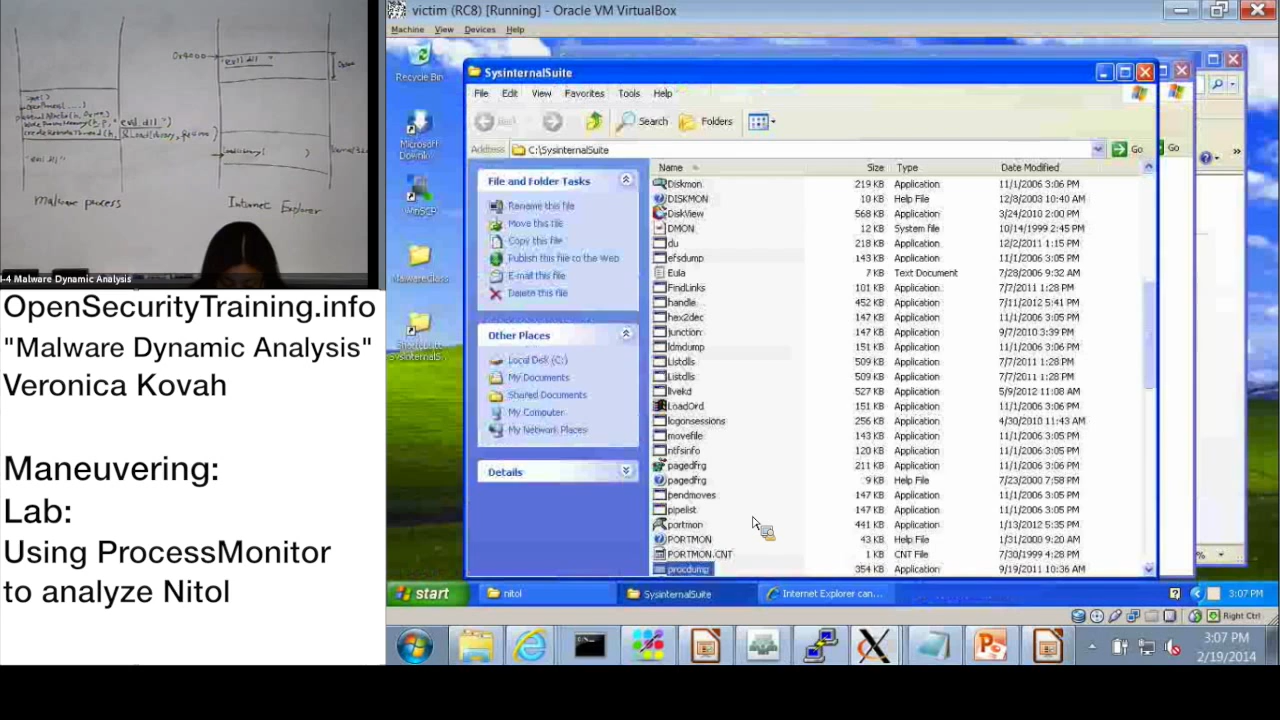 victim (RC8) [Running] - Oracle VM VirtualBox
Machine View Devices Help
Recycle Bin
SysinternalSuite
File Edit View Favorites Tools Help
Back Search Folders
Address C:\SysinternalSuite Go Go
Microsoft
WinSCP
MalwareClass
Shortcut to
File and Folder Tasks
Rename this file
Move this file
Copy this file
Publish this file to the Web
E-mail this file
Delete this file
Other Places
Local Disk (C:)
My Documents
Shared Documents
My Computer
My Network Places
Details
Name Size Type Date Modified
Diskmon 219 KB Application 11/1/2006 3:06 PM
DISKMON 10 KB Help File 12/8/2003 10:40 AM
DiskView 568 KB Application 3/24/2010 2:00 PM
DMON 12 KB System file 10/14/1999 2:45 PM
du 218 KB Application 12/2/2011 1:15 PM
efsdump 143 KB Application 11/1/2006 3:05 PM
Eula 7 KB Text Document 7/28/2006 9:32 AM
FindLinks 101 KB Application 7/7/2011 1:28 PM
handle 452 KB Application 7/11/2012 5:41 PM
hex2dec 147 KB Application 11/1/2006 3:05 PM
junction 147 KB Application 9/7/2010 3:39 PM
ldmdump 151 KB Application 11/1/2006 3:06 PM
Listdlls 509 KB Application 7/7/2011 1:28 PM
Listdlls 509 KB Application 7/7/2011 1:28 PM
livekd 527 KB Application 5/9/2012 11:08 AM
LoadOrd 151 KB Application 11/1/2006 3:06 PM
logonsessions 256 KB Application 4/30/2010 11:43 AM
movefile 143 KB Application 11/1/2006 3:05 PM
ntfsinfo 120 KB Application 11/1/2006 3:05 PM
pagedfrg 211 KB Application 11/1/2006 3:06 PM
pagedfrg 9 KB Help File 7/23/2000 7:58 PM
pendmoves 147 KB Application 11/1/2006 3:05 PM
pipelist 147 KB Application 11/1/2006 3:05 PM
portmon 441 KB Application 1/13/2012 5:35 PM
PORTMON 43 KB Help File 1/31/2000 9:20 AM
PORTMON.CNT 1 KB CNT File 7/30/1999 4:28 PM
procdump 354 KB Application 9/19/2011 10:36 AM
start nitol SysinternalSuite Internet Explorer can... 3:07 PM
Right Ctrl
3:07 PM
2/19/2014
0x4000
"evil.dll"
Malware process
Internet Explorer
-4 Malware Dynamic Analysis
OpenSecurityTraining.info
"Malware Dynamic Analysis"
Veronica Kovah
Maneuvering:
Lab:
Using ProcessMonitor
to analyze Nitol